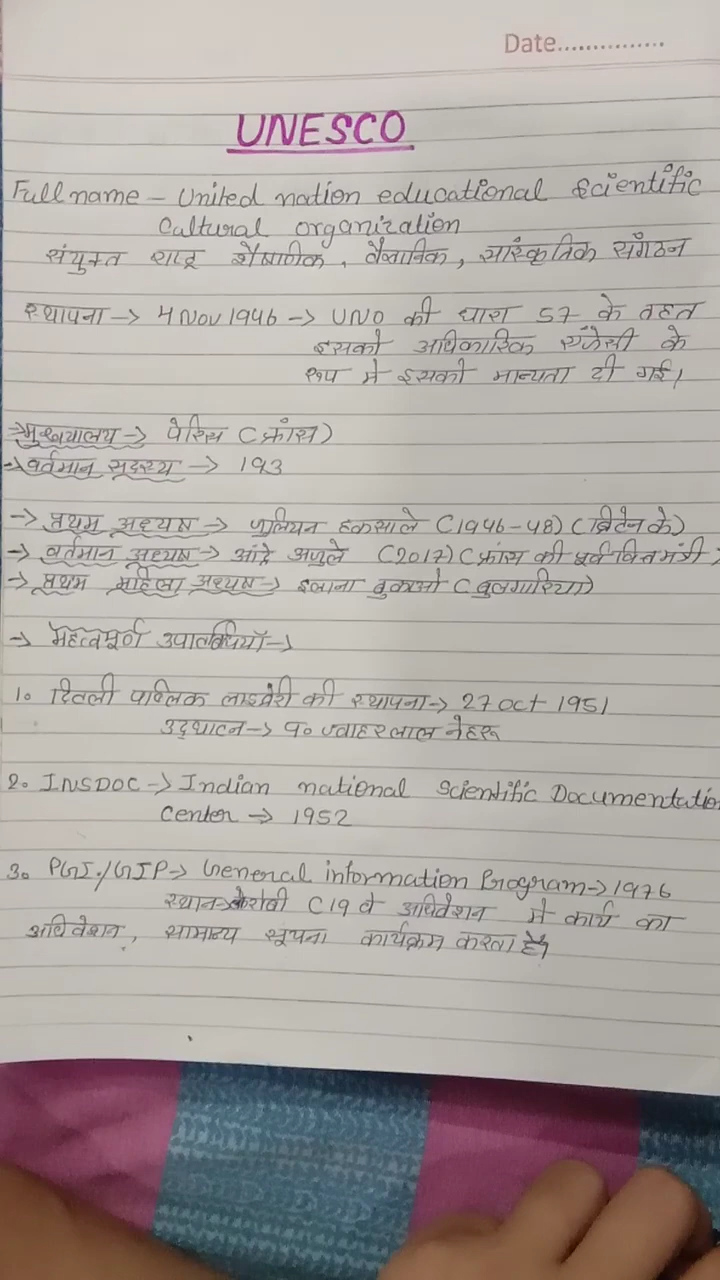 Date...............
UNESCO
Full name – United nation educational Scientific
Cultural organization
संयुक्त राष्ट्र शैक्षणिक, वैज्ञानिक, सांस्कृतिक संगठन
स्थापना → 4 Nov 1946 → UNO की धारा 57 के तहत
इसको अधिकारिक एजेंसी के
रूप मे इसको मान्यता दी गई।
→ मुख्यालय → पेरिस (फ्रांस)
→ वर्तमान सदस्य → 193
→ प्रथम अध्यक्ष → जुलियन हक्साले (1946-48) (ब्रिटेन के)
→ वर्तमान अध्यक्ष → आंद्रे अजुले (2017) (फ्रांस की पूर्व वित्तमंत्री)
→ प्रथम महिला अध्यक्ष → इलाना बुकाओ (बुलगारिया)
→ महत्वपूर्ण उपलब्धियाँ →
1. दिल्ली पब्लिक लाइब्रेरी की स्थापना → 27 oct 1951
उद्घाटन → प० ज्वाहरलाल नेहरू
2. INSDOC → Indian national Scientific Documentation
Center → 1952
3. PGI./GIP → General information Program → 1976
स्थान → (19 वे अधिवेशन मे कार्य का
अधिवेशन, सामान्य सूचना कार्यक्रम करता है।